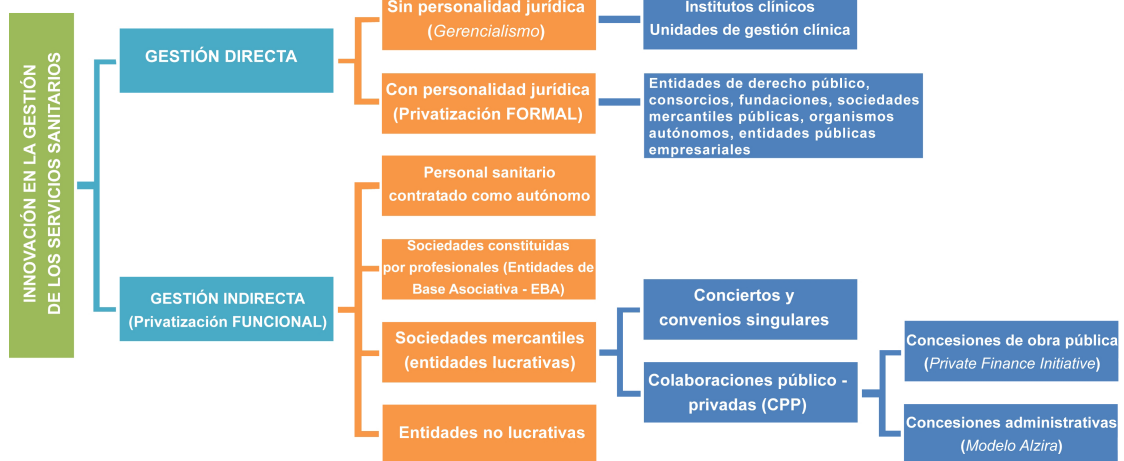 INNOVACIÓN EN LA GESTIÓN
DE LOS SERVICIOS SANITARIOS
GESTIÓN DIRECTA
Sin personalidad jurídica
(Gerencialismo)
Institutos clínicos
Unidades de gestión clínica
Con personalidad jurídica
(Privatización FORMAL)
Entidades de derecho público,
consorcios, fundaciones, sociedades
mercantiles públicas, organismos
autónomos, entidades públicas
empresariales
GESTIÓN INDIRECTA
(Privatización FUNCIONAL)
Personal sanitario
contratado como autónomo
Sociedades constituidas
por profesionales (Entidades de
Base Asociativa - EBA)
Sociedades mercantiles
(entidades lucrativas)
Conciertos y
convenios singulares
Colaboraciones público -
privadas (CPP)
Concesiones de obra pública
(Private Finance Initiative)
Concesiones administrativas
(Modelo Alzira)
Entidades no lucrativas